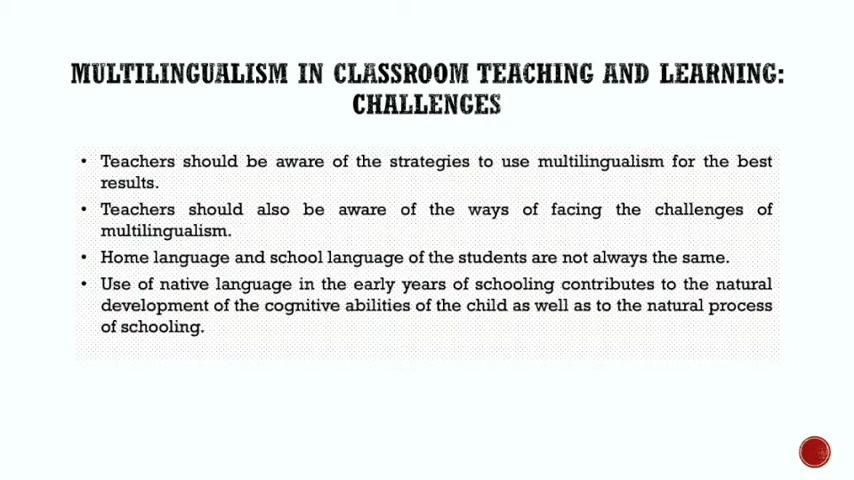 MULTILINGUALISM IN CLASSROOM TEACHING AND LEARNING:
CHALLENGES
• Teachers should be aware of the strategies to use multilingualism for the best
results.
• Teachers should also be aware of the ways of facing the challenges of
multilingualism.
• Home language and school language of the students are not always the same.
• Use of native language in the early years of schooling contributes to the natural
development of the cognitive abilities of the child as well as to the natural process
of schooling.